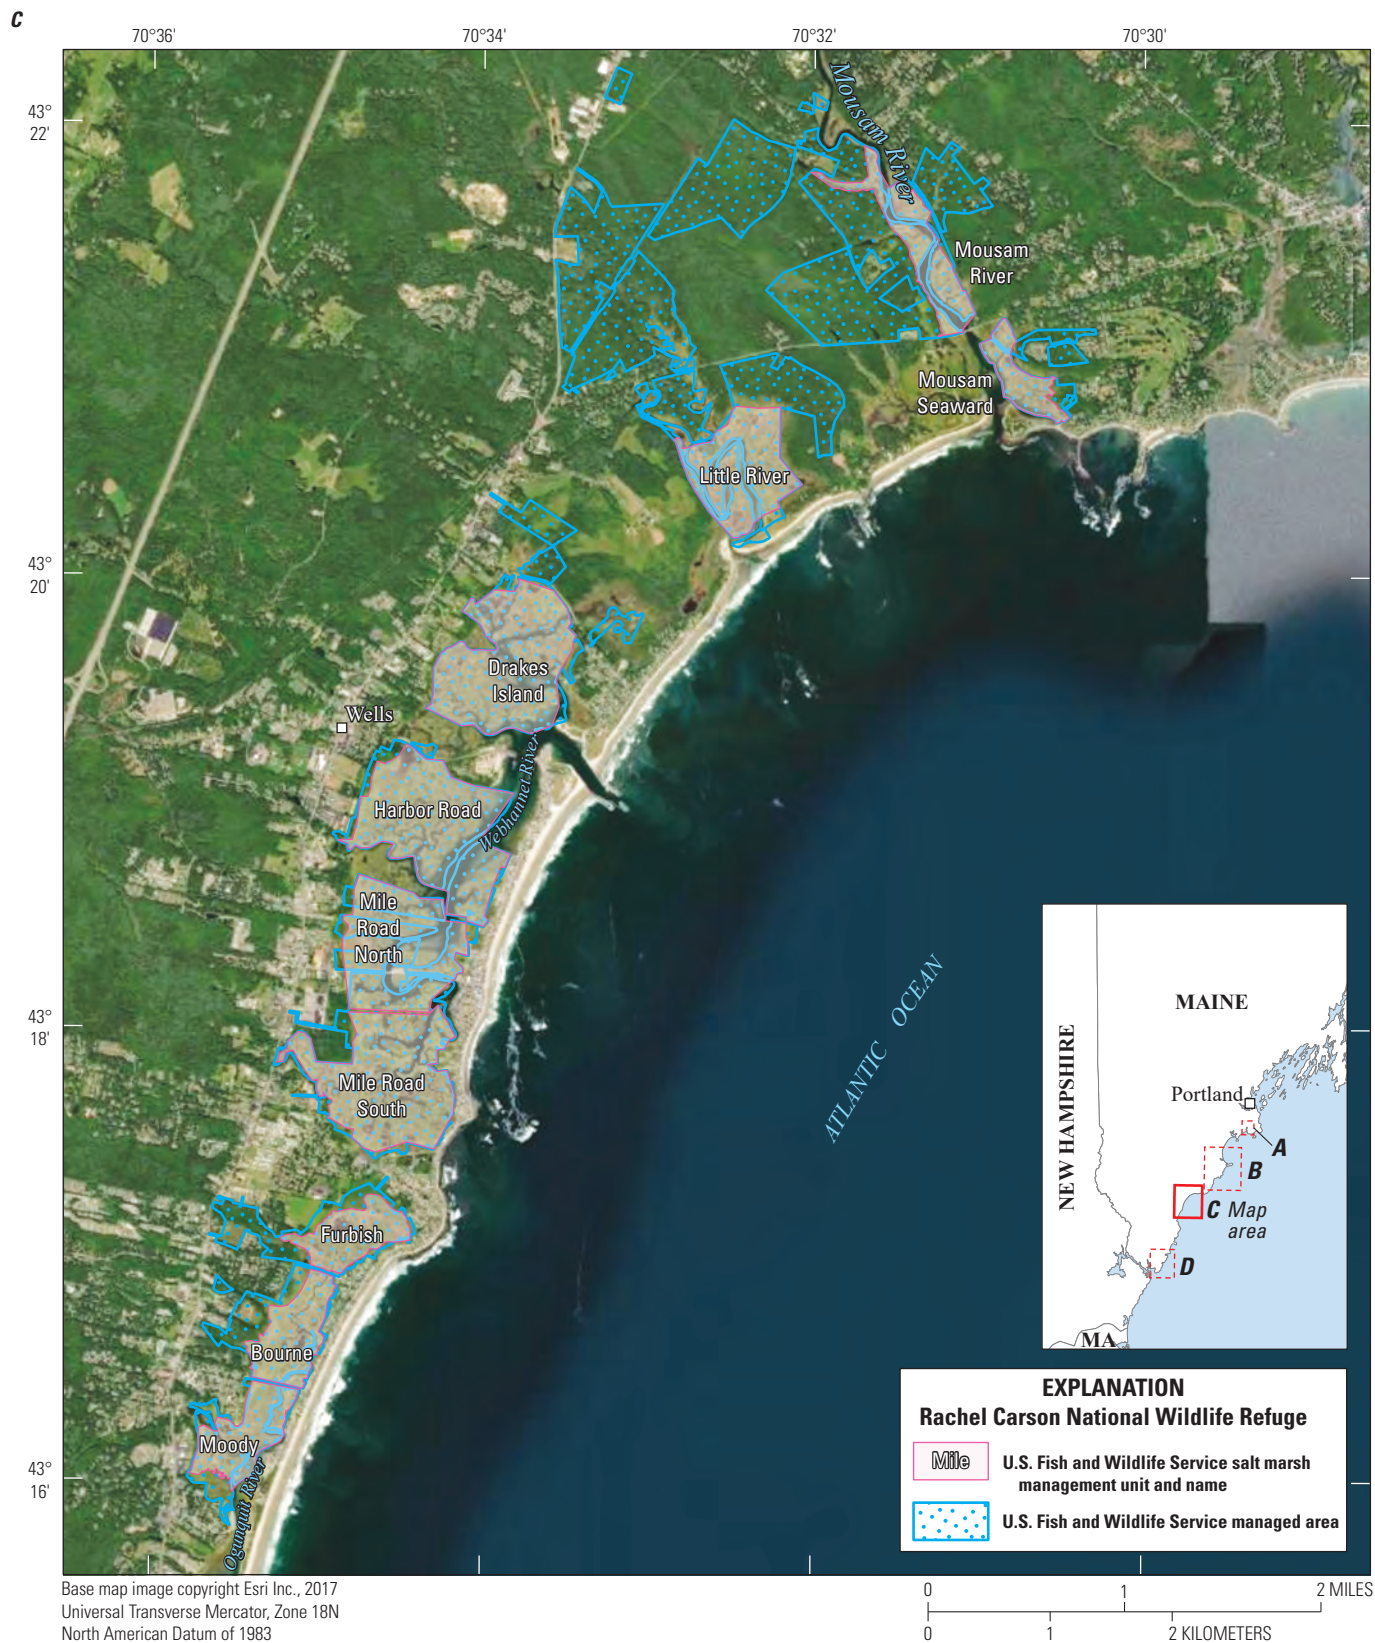 C
70°36' 70°34' 70°32' 70°30'
43°
22'
Mousam River
Mousam
River
Mousam
Seaward
Little River
43°
20'
Drakes
Island
Wells
Webhannet River
Harbor Road
Mile
Road
North
ATLANTIC OCEAN
43°
18'
Mile Road
South
Furbish
Bourne
Moody
43°
16'
Ogunquit River
MAINE
NEW HAMPSHIRE
Portland
A
B
C Map
area
D
MA
EXPLANATION
Rachel Carson National Wildlife Refuge
Mile U.S. Fish and Wildlife Service salt marsh
management unit and name
U.S. Fish and Wildlife Service managed area
Base map image copyright Esri Inc., 2017
Universal Transverse Mercator, Zone 18N
North American Datum of 1983
0 1 2 MILES
0 1 2 KILOMETERS